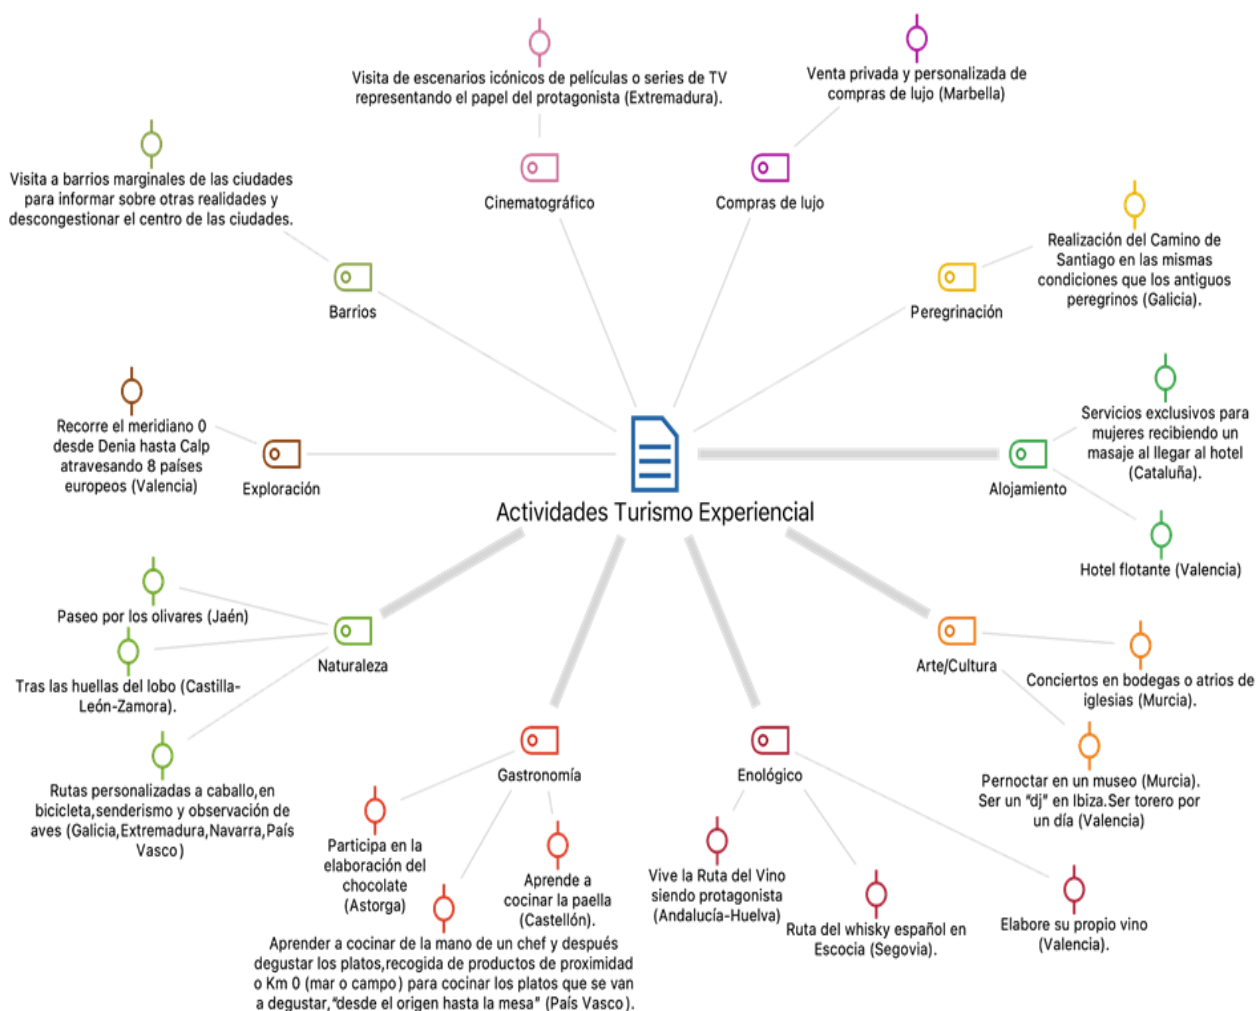 Visita de escenarios icónicos de películas o series de TV
representando el papel del protagonista (Extremadura).
Cinematográfico
Venta privada y personalizada de
compras de lujo (Marbella)
Compras de lujo
Visita a barrios marginales de las ciudades
para informar sobre otras realidades y
descongestionar el centro de las ciudades.
Barrios
Realización del Camino de
Santiago en las mismas
condiciones que los antiguos
peregrinos (Galicia).
Peregrinación
Recorre el meridiano 0
desde Denia hasta Calp
atravesando 8 países
europeos (Valencia)
Exploración
Servicios exclusivos para
mujeres recibiendo un
masaje al llegar al hotel
(Cataluña).
Alojamiento
Hotel flotante (Valencia)
Actividades Turismo Experiencial
Paseo por los olivares (Jaén)
Naturaleza
Tras las huellas del lobo (Castilla-
León-Zamora).
Rutas personalizadas a caballo,en
bicicleta,senderismo y observación de
aves (Galicia,Extremadura,Navarra,País
Vasco)
Arte/Cultura
Conciertos en bodegas o atrios de
iglesias (Murcia).
Pernoctar en un museo (Murcia).
Ser un “dj” en Ibiza.Ser torero por
un día (Valencia)
Gastronomía
Participa en la
elaboración del
chocolate
(Astorga)
Aprende a
cocinar la paella
(Castellón).
Aprender a cocinar de la mano de un chef y después
degustar los platos,recogida de productos de proximidad
o Km 0 (mar o campo) para cocinar los platos que se van
a degustar,“desde el origen hasta la mesa” (País Vasco).
Enológico
Vive la Ruta del Vino
siendo protagonista
(Andalucía-Huelva)
Ruta del whisky español en
Escocia (Segovia).
Elabore su propio vino
(Valencia).